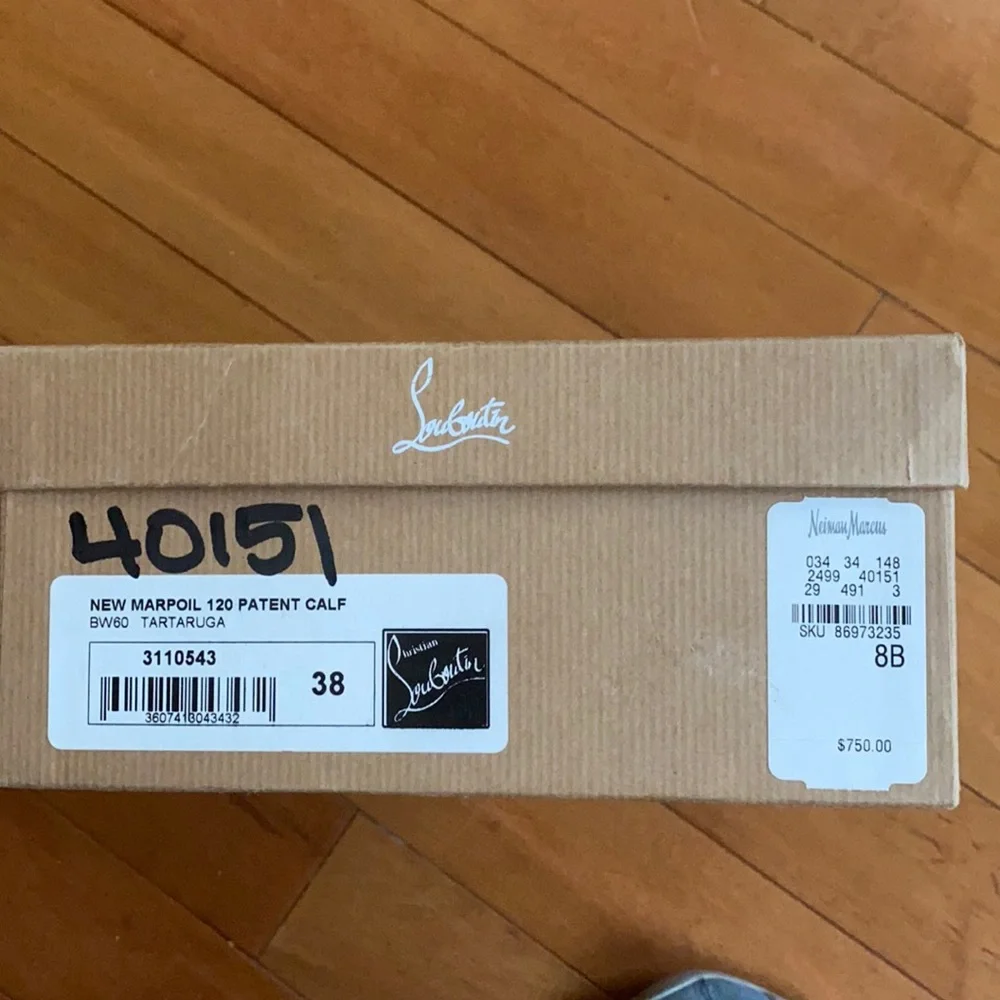 Louboutin
40151
NEW MARPOIL 120 PATENT CALF
BW60 TARTARUGA
3110543
38
3607413043432
Christian
Louboutin
Neiman Marcus
034 34 148
2499 40151
29 491 3
SKU 86973235
8B
$750.00